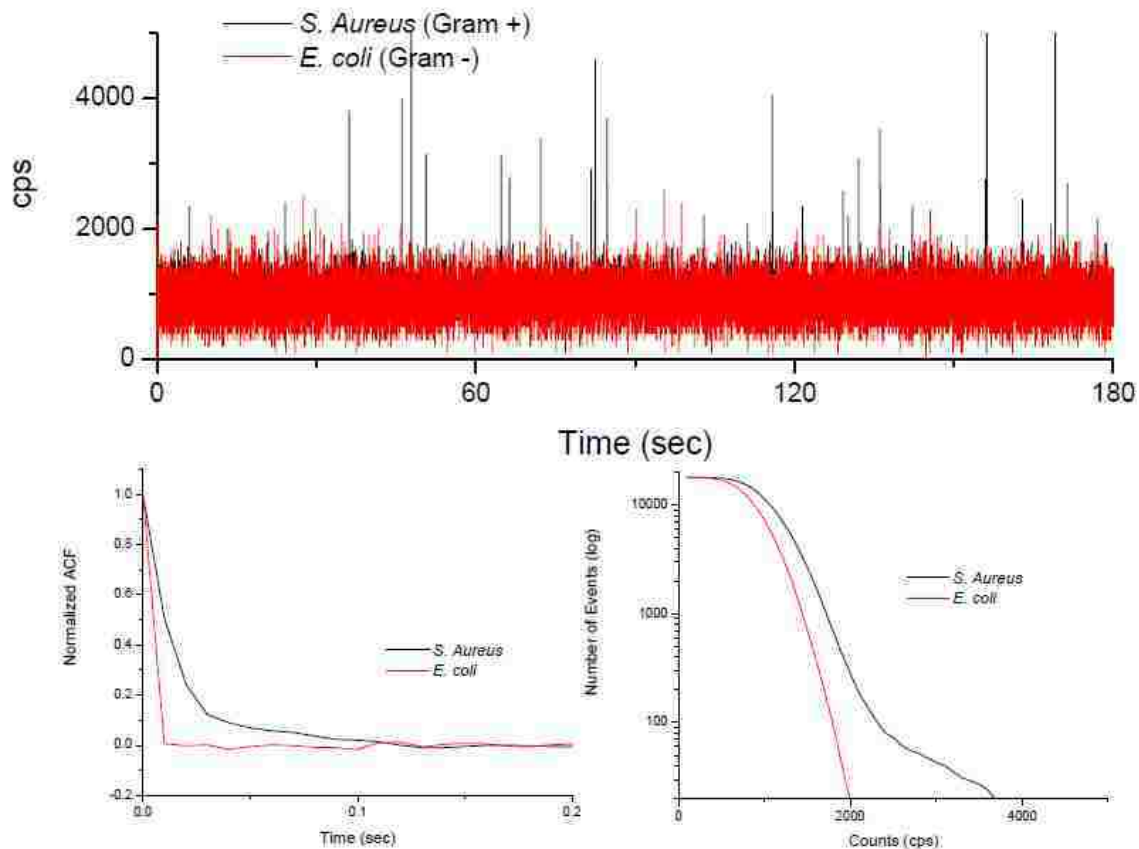 S. Aureus (Gram +)
E. coli (Gram -)
cps
4000
2000
0
0 60 120 180
Time (sec)
Normalized ACF
1.0
0.8
0.6
0.4
0.2
0.0
-0.2
0.0 0.1 0.2
Time (sec)
S. Aureus
E. coli
Number of Events (log)
10000
1000
100
0 2000 4000
Counts (cps)
S. Aureus
E. coli